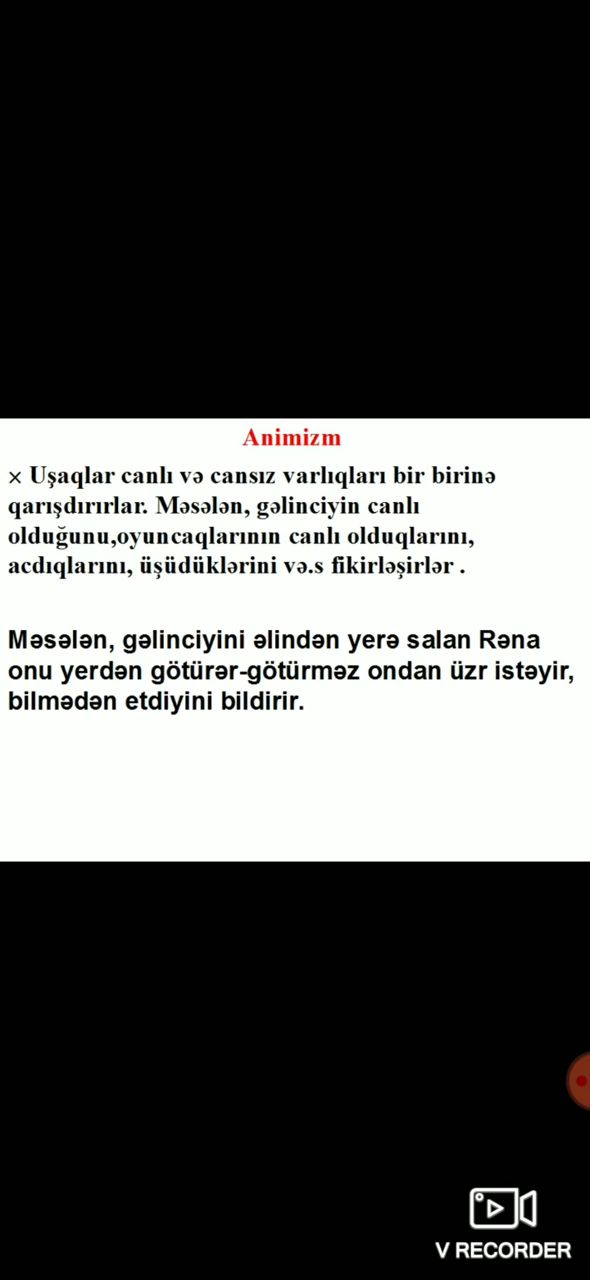 Animizm
× Uşaqlar canlı və cansız varlıqları bir birinə
qarışdırırlar. Məsələn, gəlinciyin canlı
olduğunu,oyuncaqlarının canlı olduqlarını,
acdıqlarını, üşüdüklərini və.s fikirləşirlər .
Məsələn, gəlinciyini əlindən yerə salan Rəna
onu yerdən götürər-götürməz ondan üzr istəyir,
bilmədən etdiyini bildirir.
V RECORDER